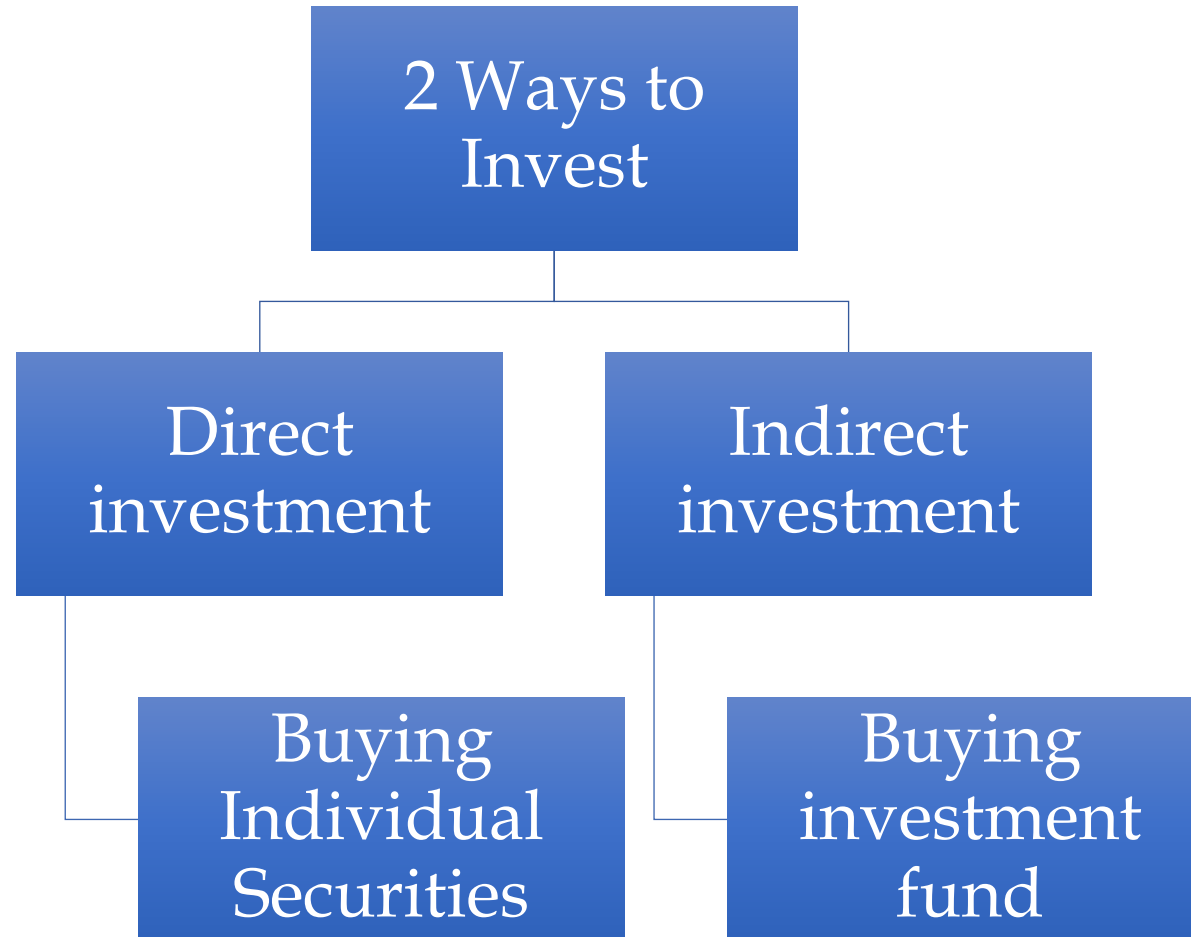 2 Ways to
Invest
Direct
investment
Indirect
investment
Buying
Individual
Securities
Buying
investment
fund